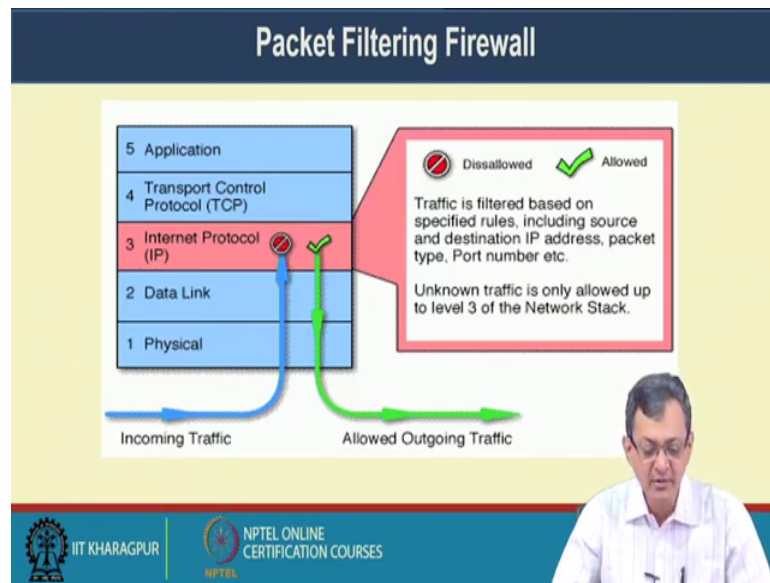 Packet Filtering Firewall
5 Application
4 Transport Control
Protocol (TCP)
3 Internet Protocol
(IP)
2 Data Link
1 Physical
Incoming Traffic
Allowed Outgoing Traffic
Dissallowed
Allowed
Traffic is filtered based on
specified rules, including source
and destination IP address, packet
type, Port number etc.
Unknown traffic is only allowed up
to level 3 of the Network Stack.
IIT KHARAGPUR
NPTEL
NPTEL ONLINE
CERTIFICATION COURSES